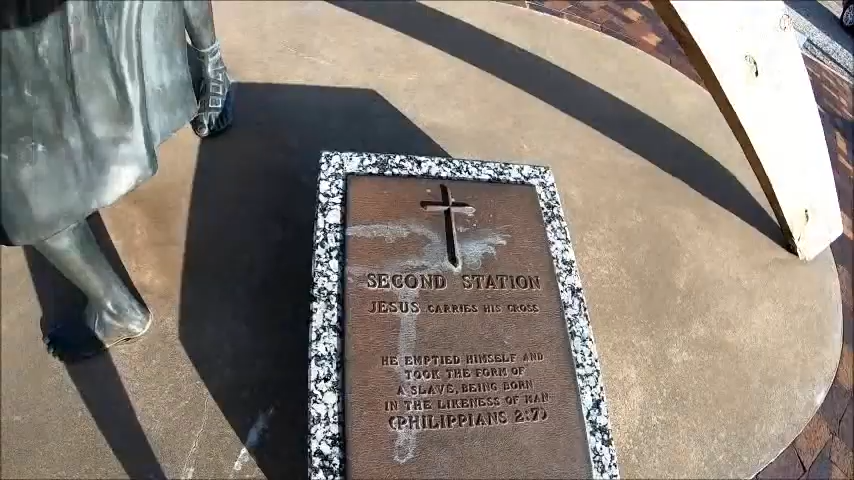 SECOND STATION
JESUS CARRIES HIS CROSS
HE EMPTIED HIMSELF AND
TOOK THE FORM OF
A SLAVE, BEING BORN
IN THE LIKENESS OF MAN
(PHILIPPIANS 2:7)